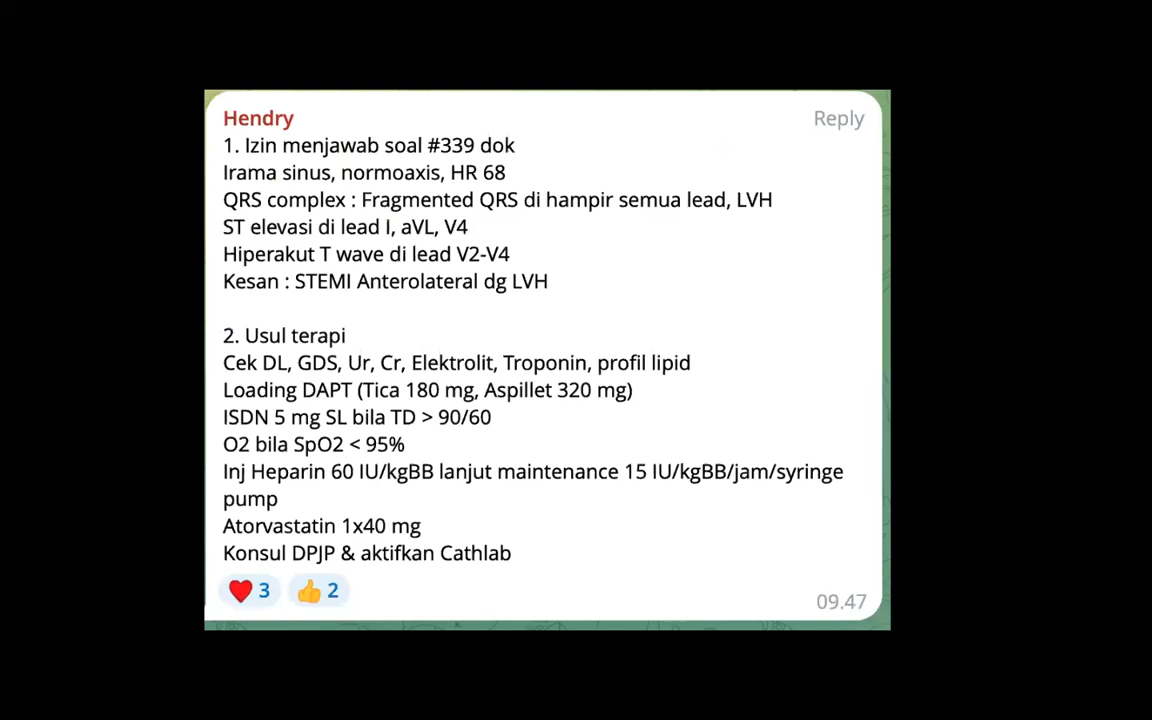 Hendry
Reply
1. Izin menjawab soal #339 dok
Irama sinus, normoaxis, HR 68
QRS complex : Fragmented QRS di hampir semua lead, LVH
ST elevasi di lead I, aVL, V4
Hiperakut T wave di lead V2-V4
Kesan : STEMI Anterolateral dg LVH

2. Usul terapi
Cek DL, GDS, Ur, Cr, Elektrolit, Troponin, profil lipid
Loading DAPT (Tica 180 mg, Aspillet 320 mg)
ISDN 5 mg SL bila TD > 90/60
O2 bila SpO2 < 95%
Inj Heparin 60 IU/kgBB lanjut maintenance 15 IU/kgBB/jam/syringe
pump
Atorvastatin 1x40 mg
Konsul DPJP & aktifkan Cathlab
❤️ 3 👍 2
09.47